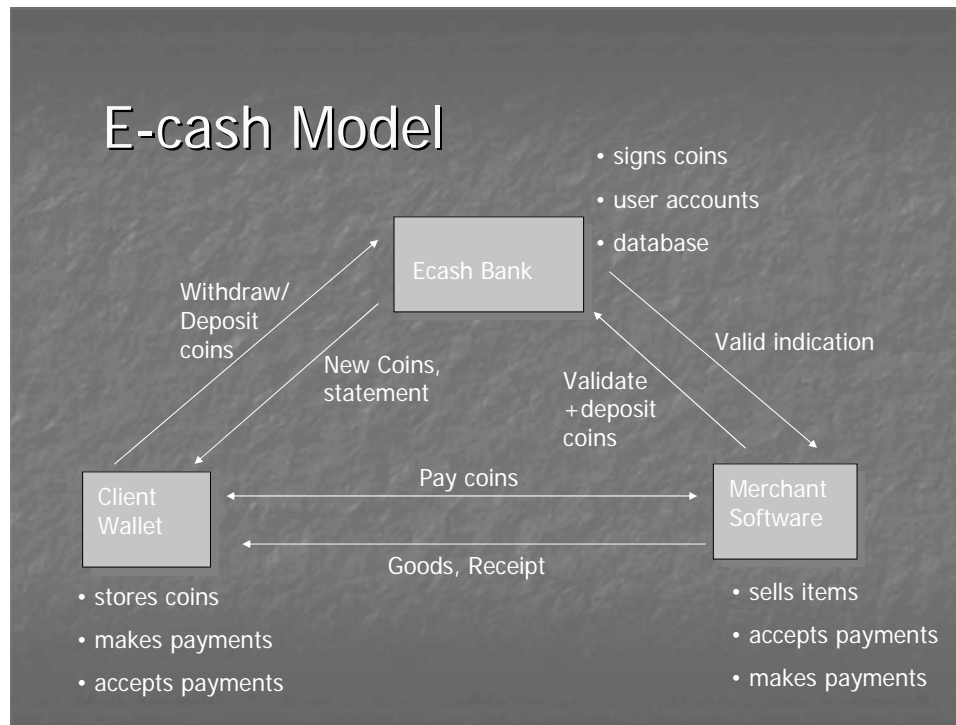 E-cash Model
• signs coins
• user accounts
• database
Ecash Bank
Withdraw/
Deposit
coins
New Coins,
statement
Validate
+deposit
coins
Valid indication
Client
Wallet
Pay coins
Merchant
Software
Goods, Receipt
• stores coins
• makes payments
• accepts payments
• sells items
• accepts payments
• makes payments